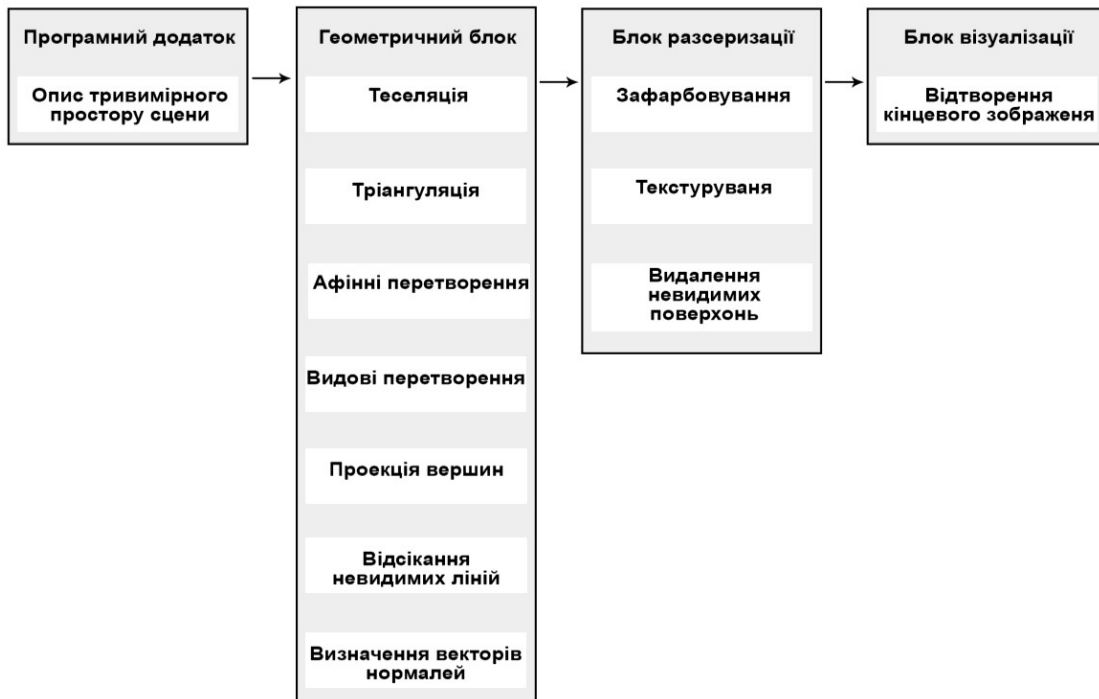 Програмний додаток
Опис тривимірного
простору сцени
Геометричний блок
Теселяція
Тріангуляція
Афінні перетворення
Видові перетворення
Проекція вершин
Відсікання
невидимих ліній
Визначення векторів
нормалей
Блок разсеризації
Зафарбовування
Текстуруваня
Видалення
невидимих
поверхонь
Блок візуалізації
Відтворення
кінцевого зображеня